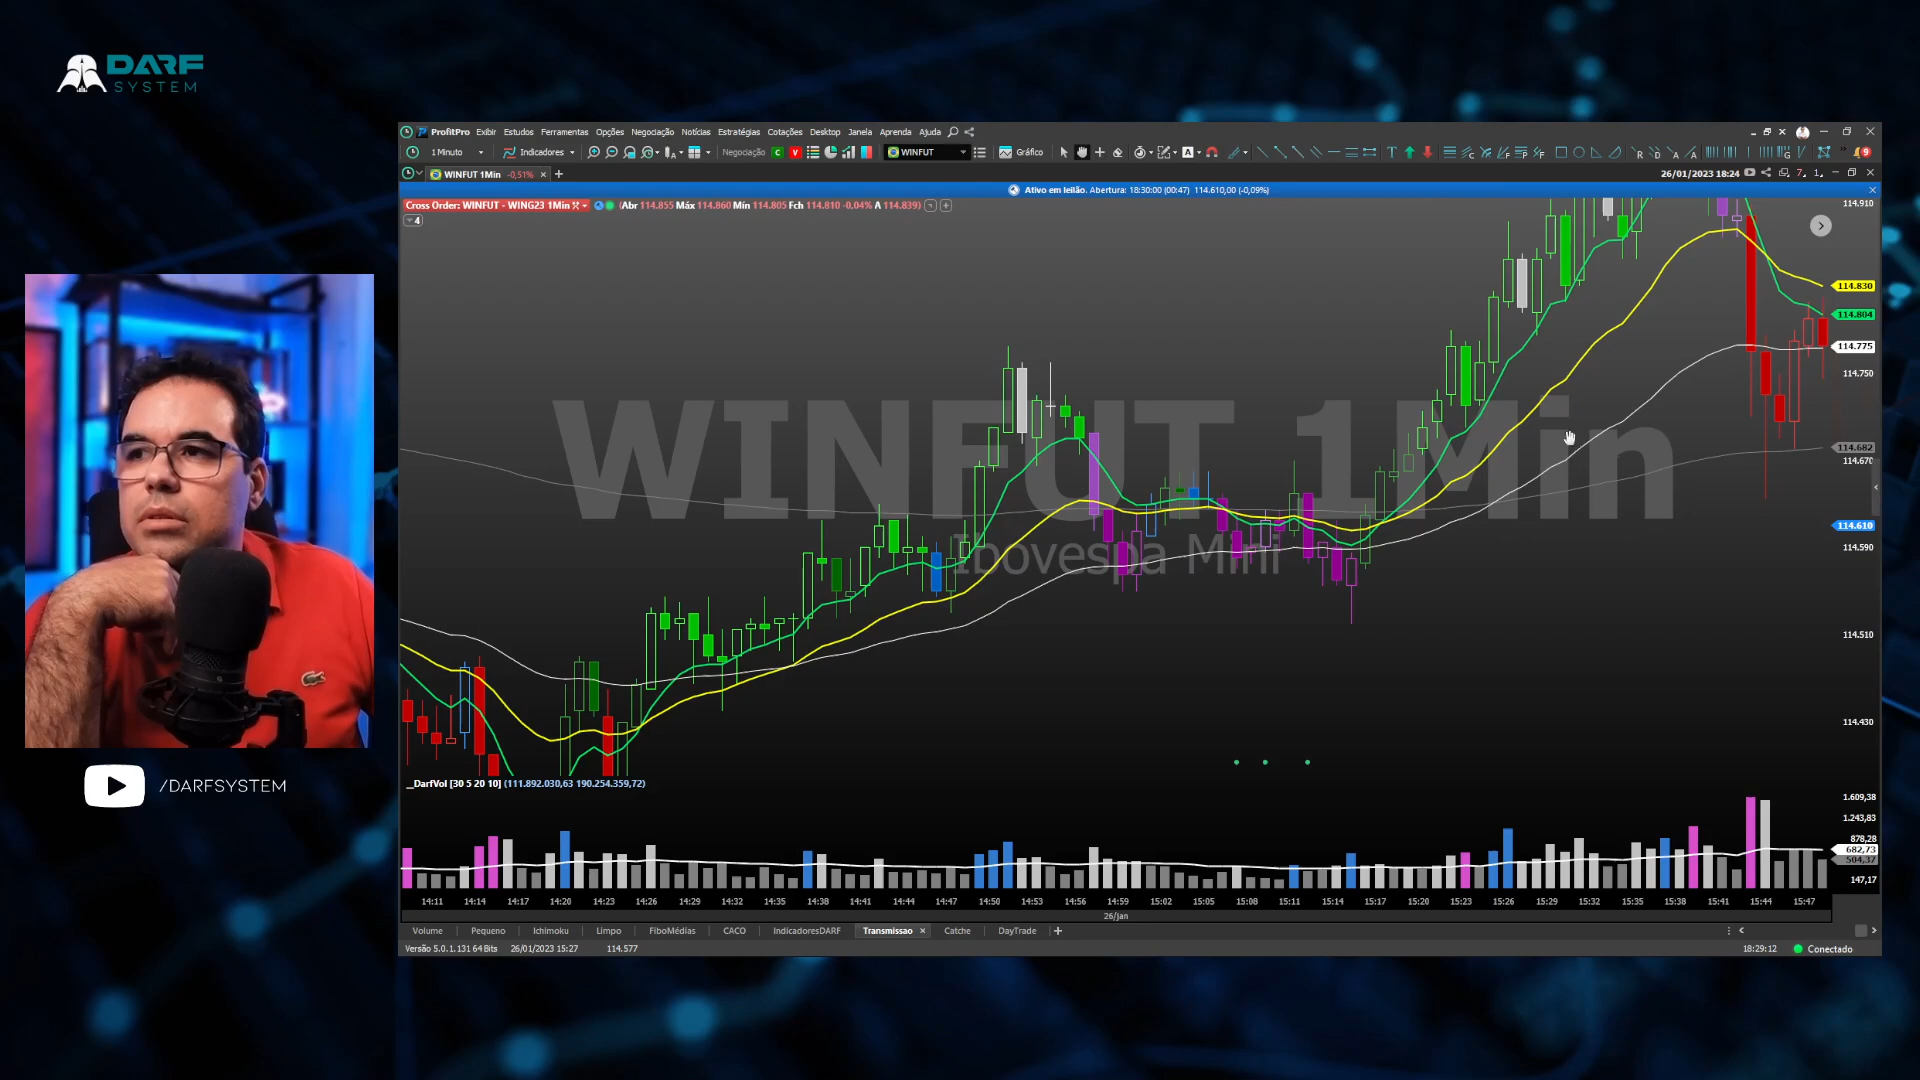 DARF
SYSTEM
ProfitPro Exibir Estudos Ferramentas Opções Negociação Notícias Estratégias Cotações Desktop Janela Aprenda Ajuda
1 Minuto Indicadores Negociação C V WINFUT Gráfico 9
WINFUT 1Min -0,51% 26/01/2023 18:24
Ativo em leilão. Abertura: 18:30:00 (00:47) 114.610,00 (-0,09%)
Cross Order: WINFUT - WING23 1Min (Abr 114.855 Máx 114.860 Mín 114.805 Fch 114.810 -0.04% A 114.839)
4
114.910
114.830
114.804
114.775
114.750
WINFUT 1Min
114.682
114.670
114.610
Ibovespa Mini
114.590
114.510
114.430
__DarfVol [30 5 20 10] (111.892.030,63 190.254.359,72)
1.609,38
1.243,83
878,28
682,73
504,37
147,17
14:11 14:14 14:17 14:20 14:23 14:26 14:29 14:32 14:35 14:38 14:41 14:44 14:47 14:50 14:53 14:56 14:59 15:02 15:05 15:08 15:11 15:14 15:17 15:20 15:23 15:26 15:29 15:32 15:35 15:38 15:41 15:44 15:47
26/jan
Volume Pequeno Ichimoku Limpo FiboMédias CACO IndicadoresDARF Transmissao Catche DayTrade
Versão 5.0.1.131 64 Bits 26/01/2023 15:27 114.577 18:29:12 Conectado
/DARFSYSTEM